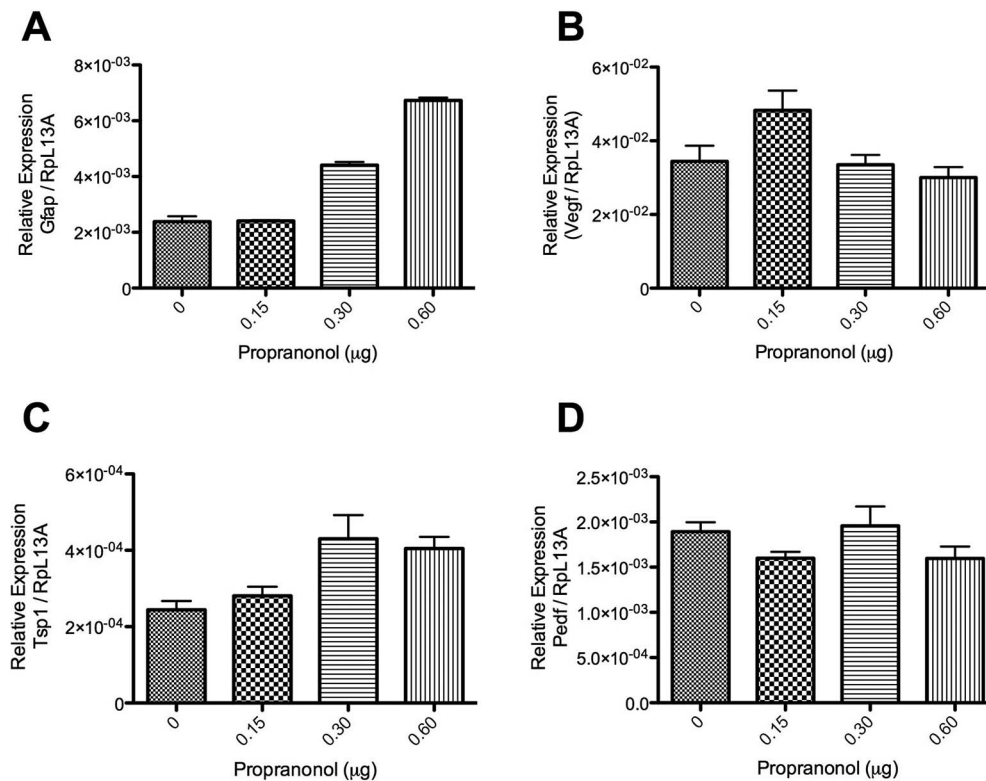 A
Relative Expression
Gfap / RpL13A
8×10⁻⁰³
6×10⁻⁰³
4×10⁻⁰³
2×10⁻⁰³
0
0
0.15
0.30
0.60
Propranonol (µg)
B
Relative Expression
(Vegf / RpL13A)
6×10⁻⁰²
4×10⁻⁰²
2×10⁻⁰²
0
0
0.15
0.30
0.60
Propranonol (µg)
C
Relative Expression
Tsp1 / RpL13A
6×10⁻⁰⁴
4×10⁻⁰⁴
2×10⁻⁰⁴
0
0
0.15
0.30
0.60
Propranonol (µg)
D
Relative Expression
Pedf / RpL13A
2.5×10⁻⁰³
2.0×10⁻⁰³
1.5×10⁻⁰³
1.0×10⁻⁰³
5.0×10⁻⁰⁴
0.0
0
0.15
0.30
0.60
Propranonol (µg)